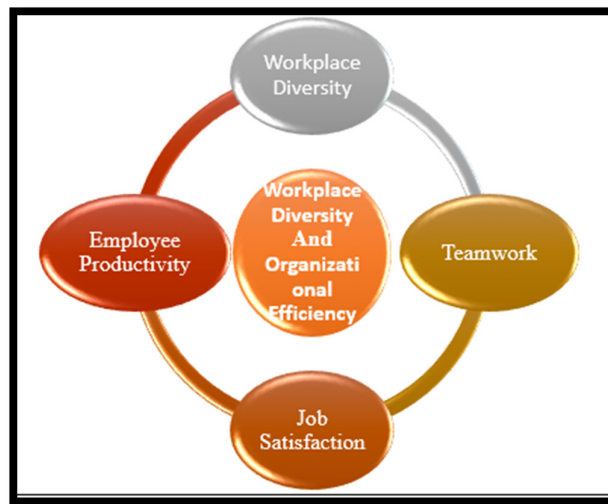 Workplace
Diversity
Workplace
Diversity
And
Organizati
onal
Efficiency
Employee
Productivity
Teamwork
Job
Satisfaction